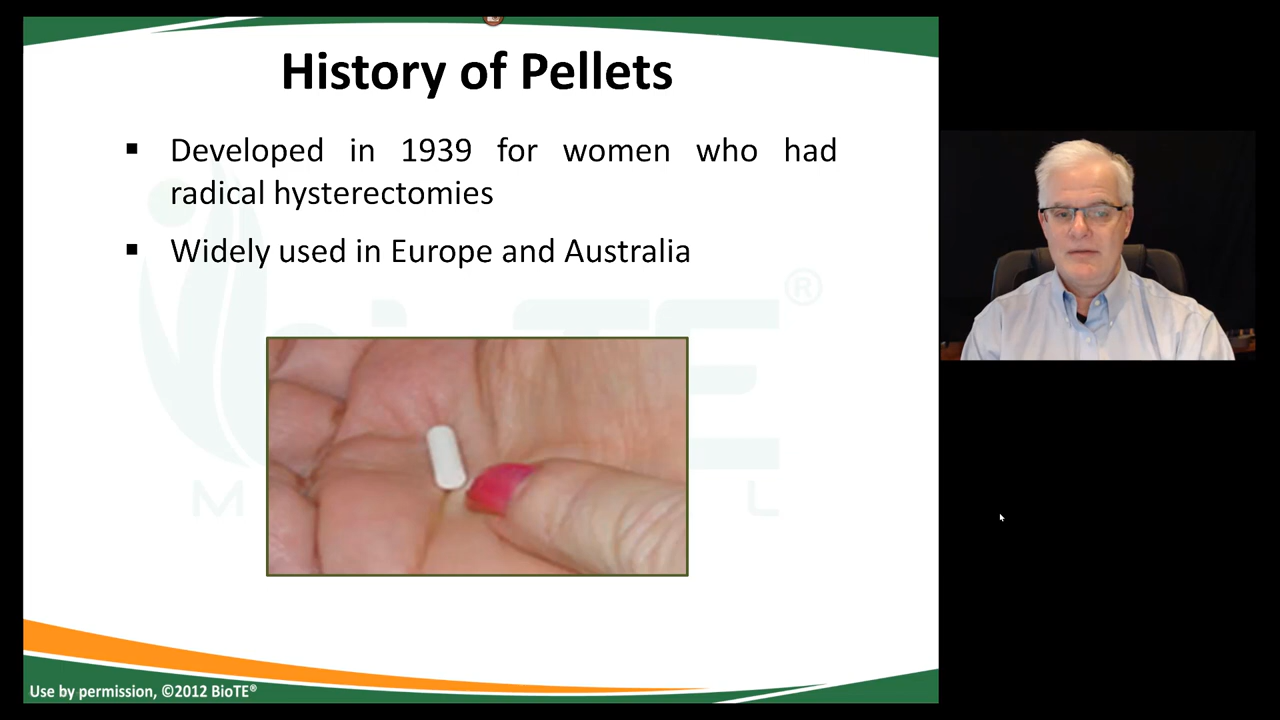 History of Pellets
▪ Developed in 1939 for women who had
radical hysterectomies
▪ Widely used in Europe and Australia
BioTE®
M L
Use by permission, ©2012 BioTE®